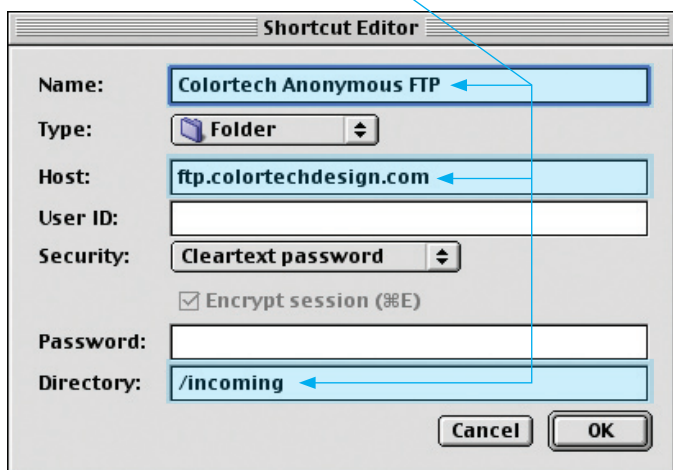 Shortcut Editor
Name: Colortech Anonymous FTP
Type: Folder
Host: ftp.colortechdesign.com
User ID:
Security: Cleartext password
Encrypt session (⌘E)
Password:
Directory: /incoming
Cancel OK